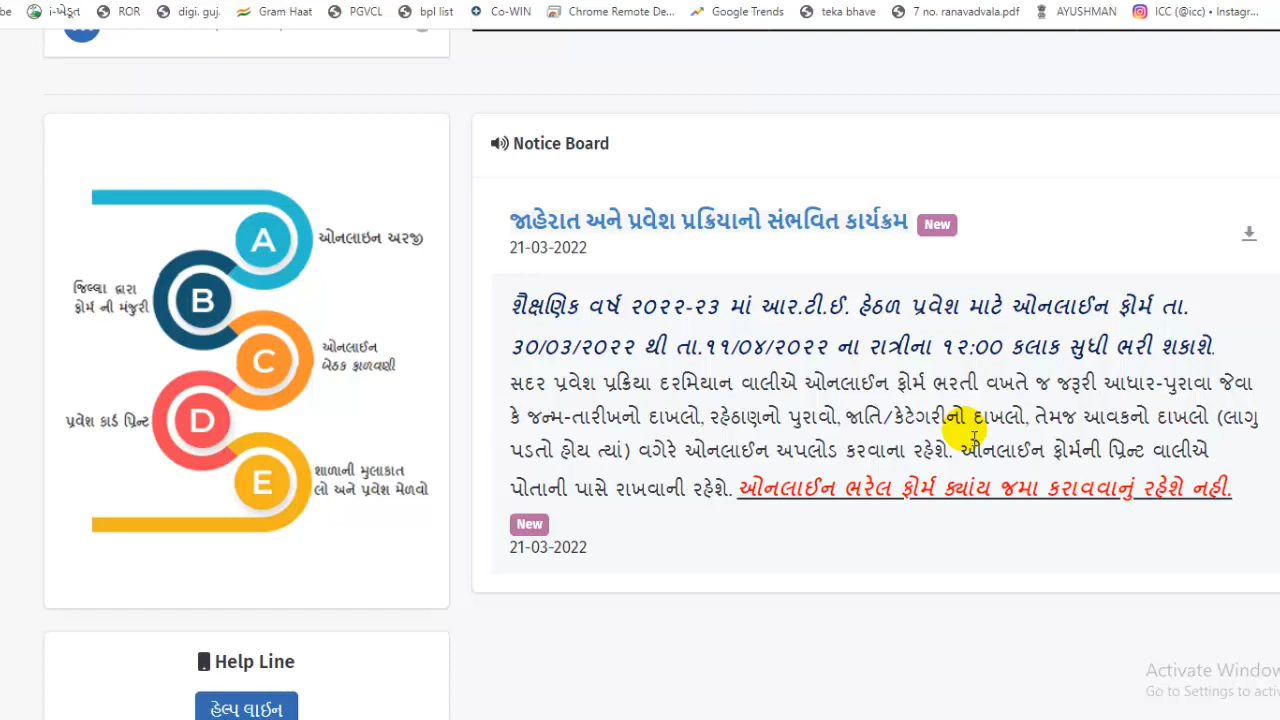 be
i-ખેડૂત
ROR
digi. guj.
Gram Haat
PGVCL
bpl list
Co-WIN
Chrome Remote De...
Google Trends
teka bhave
7 no. ranavadvala.pdf
AYUSHMAN
ICC (@icc) • Instagr...
A
ઓનલાઇન અરજી
જિલ્લા દ્વારા
ફોર્મ ની મંજુરી
B
C
ઓનલાઈન
બેઠક ફાળવણી
પ્રવેશ કાર્ડ પ્રિન્ટ
D
E
શાળાની મુલાકાત
લો અને પ્રવેશ મેળવો
Help Line
હેલ્પ લાઈન
Notice Board
જાહેરાત અને પ્રવેશ પ્રક્રિયાનો સંભવિત કાર્યક્રમ New
21-03-2022
શૈક્ષણિક વર્ષ ૨૦૨૨-૨૩ માં આર.ટી.ઈ. હેઠળ પ્રવેશ માટે ઓનલાઈન ફોર્મ તા.
૩૦/૦૩/૨૦૨૨ થી તા.૧૧/૦૪/૨૦૨૨ ના રાત્રીના ૧૨:૦૦ કલાક સુધી ભરી શકાશે.
સદર પ્રવેશ પ્રક્રિયા દરમિયાન વાલીએ ઓનલાઈન ફોર્મ ભરતી વખતે જ જરૂરી આધાર-પુરાવા જેવા
કે જન્મ-તારીખનો દાખલો, રહેઠાણનો પુરાવો, જાતિ/કેટેગરીનો દાખલો, તેમજ આવકનો દાખલો (લાગુ
પડતો હોય ત્યાં) વગેરે ઓનલાઈન અપલોડ કરવાના રહેશે. ઓનલાઈન ફોર્મની પ્રિન્ટ વાલીએ
પોતાની પાસે રાખવાની રહેશે. ઓનલાઈન ભરેલ ફોર્મ ક્યાંય જમા કરાવવાનું રહેશે નહી.
New
21-03-2022
Activate Window
Go to Settings to acti